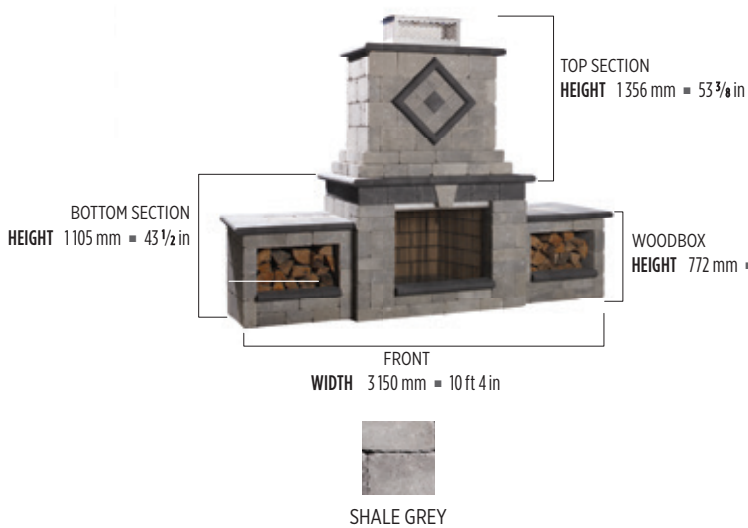 TOP SECTION
HEIGHT 1 356 mm ▪ 53 3/8 in
BOTTOM SECTION
HEIGHT 1 105 mm ▪ 43 1/2 in
WOODBOX
HEIGHT 772 mm ▪
FRONT
WIDTH 3 150 mm ▪ 10 ft 4 in
SHALE GREY